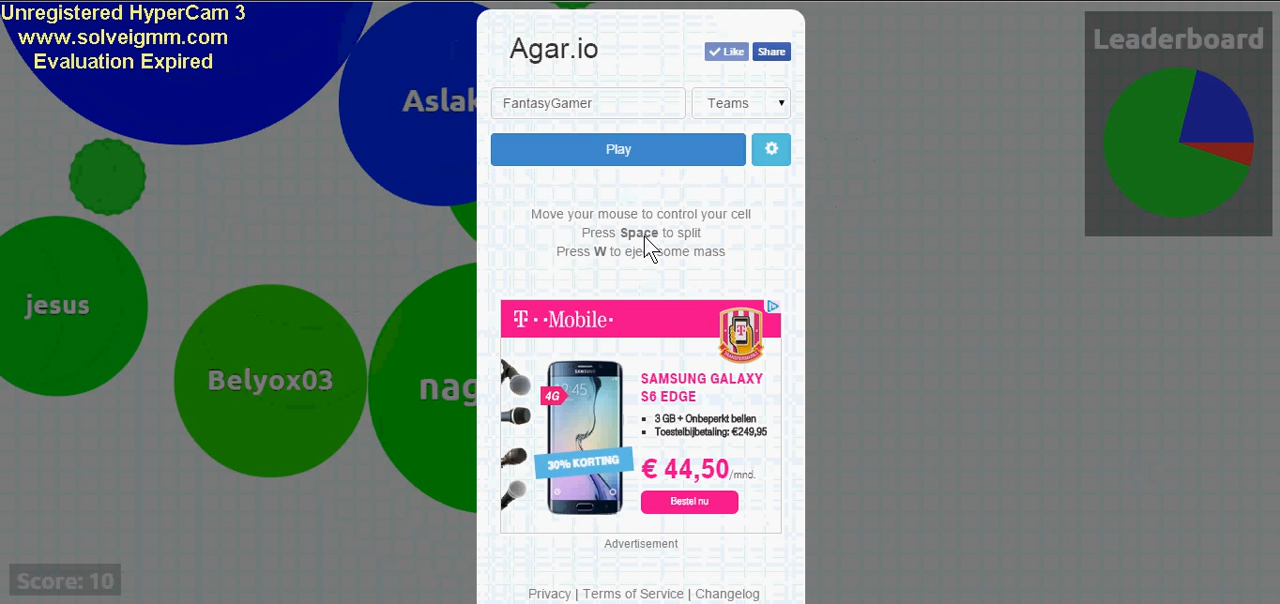 Unregistered HyperCam 3
www.solveigmm.com
Evaluation Expired
Aslak
jesus
Belyox03
nag
Score: 10
Agar.io
Like
Share
FantasyGamer
Teams
Play
Move your mouse to control your cell
Press Space to split
Press W to eject some mass
T-Mobile
SAMSUNG GALAXY
S6 EDGE
3 GB + Onbeperkt bellen
Toestelbijbetaling: €249,95
4G
30% KORTING
€ 44,50/mnd.
Bestel nu
Advertisement
Privacy | Terms of Service | Changelog
Leaderboard